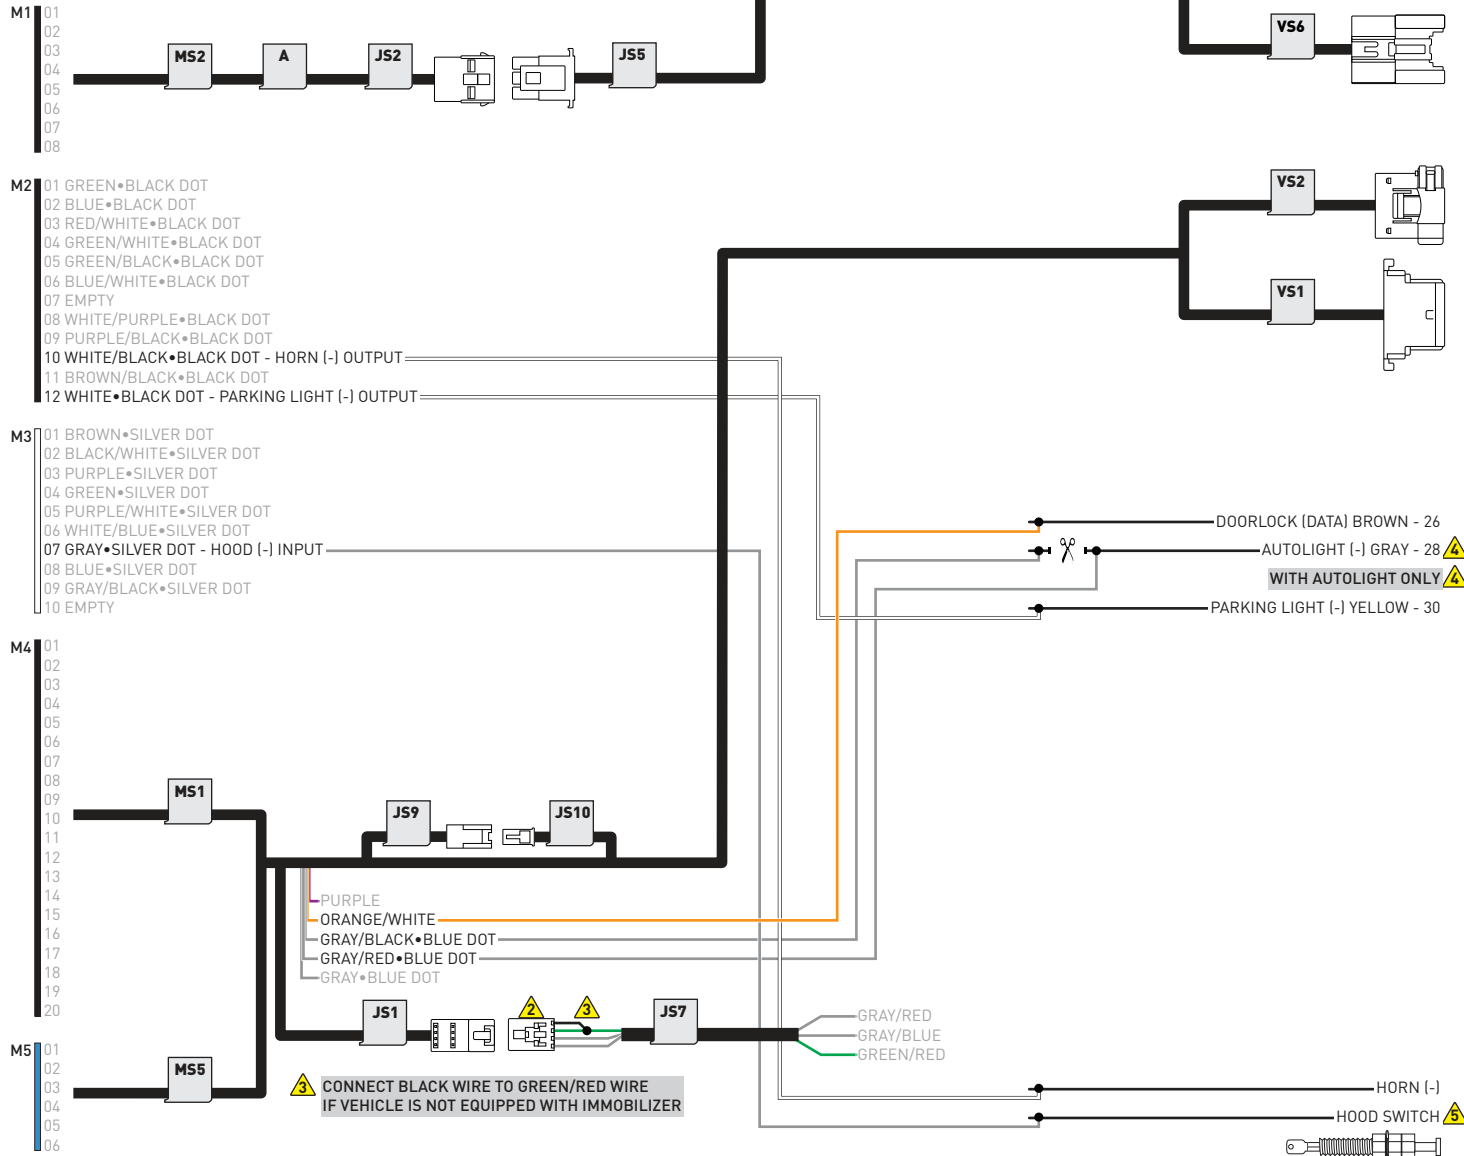 M1
01
02
03
04
05
06
07
08
MS2
A
JS2
JS5
VS6
M2
01 GREEN•BLACK DOT
02 BLUE•BLACK DOT
03 RED/WHITE•BLACK DOT
04 GREEN/WHITE•BLACK DOT
05 GREEN/BLACK•BLACK DOT
06 BLUE/WHITE•BLACK DOT
07 EMPTY
08 WHITE/PURPLE•BLACK DOT
09 PURPLE/BLACK•BLACK DOT
10 WHITE/BLACK•BLACK DOT - HORN (-) OUTPUT
11 BROWN/BLACK•BLACK DOT
12 WHITE•BLACK DOT - PARKING LIGHT (-) OUTPUT
VS2
VS1
M3
01 BROWN•SILVER DOT
02 BLACK/WHITE•SILVER DOT
03 PURPLE•SILVER DOT
04 GREEN•SILVER DOT
05 PURPLE/WHITE•SILVER DOT
06 WHITE/BLUE•SILVER DOT
07 GRAY•SILVER DOT - HOOD (-) INPUT
08 BLUE•SILVER DOT
09 GRAY/BLACK•SILVER DOT
10 EMPTY
DOORLOCK (DATA) BROWN - 26
AUTOLIGHT (-) GRAY - 28 4
WITH AUTOLIGHT ONLY 4
PARKING LIGHT (-) YELLOW - 30
M4
01
02
03
04
05
06
07
08
09
10
11
12
13
14
15
16
17
18
19
20
MS1
JS9
JS10
PURPLE
ORANGE/WHITE
GRAY/BLACK•BLUE DOT
GRAY/RED•BLUE DOT
GRAY•BLUE DOT
JS1
2
3
JS7
GRAY/RED
GRAY/BLUE
GREEN/RED
M5
01
02
03
04
05
06
MS5
3 CONNECT BLACK WIRE TO GREEN/RED WIRE
IF VEHICLE IS NOT EQUIPPED WITH IMMOBILIZER
HORN (-)
HOOD SWITCH 5